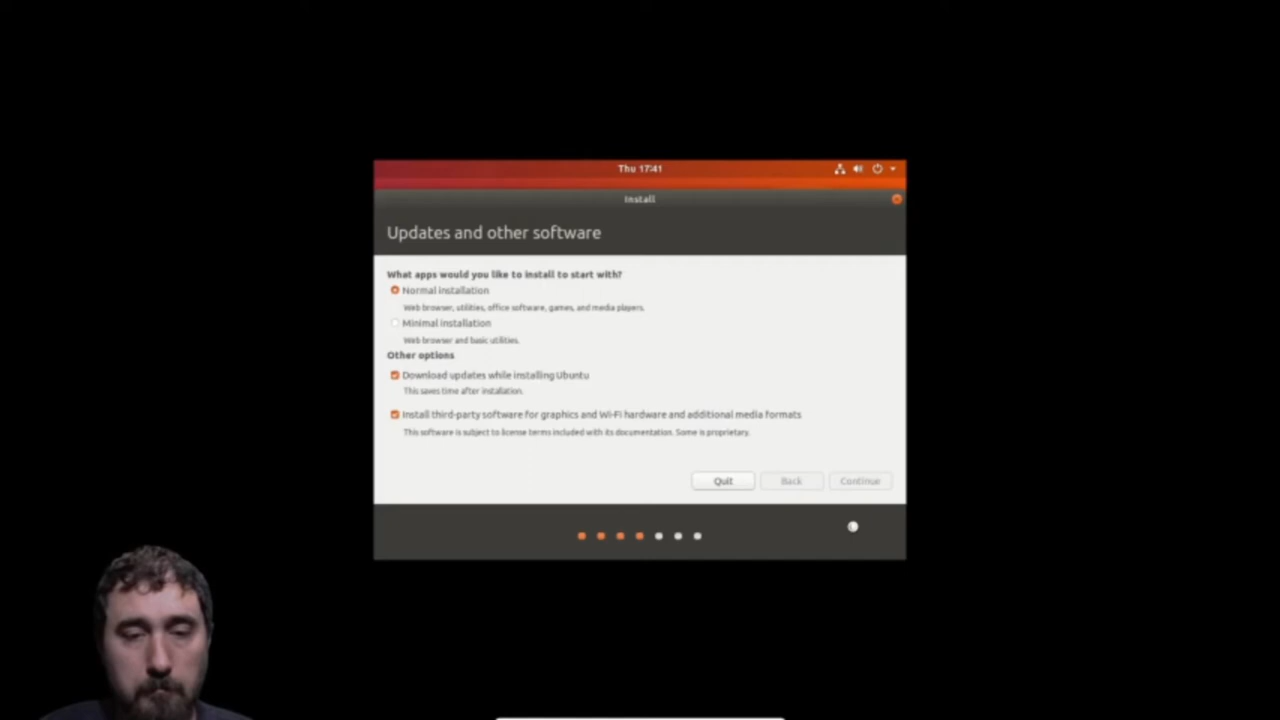 Thu 17:41
Install
Updates and other software
What apps would you like to install to start with?
Normal installation
Web browser, utilities, office software, games, and media players.
Minimal installation
Web browser and basic utilities.
Other options
Download updates while installing Ubuntu
This saves time after installation.
Install third-party software for graphics and Wi-Fi hardware and additional media formats
This software is subject to license terms included with its documentation. Some is proprietary.
Quit Back Continue